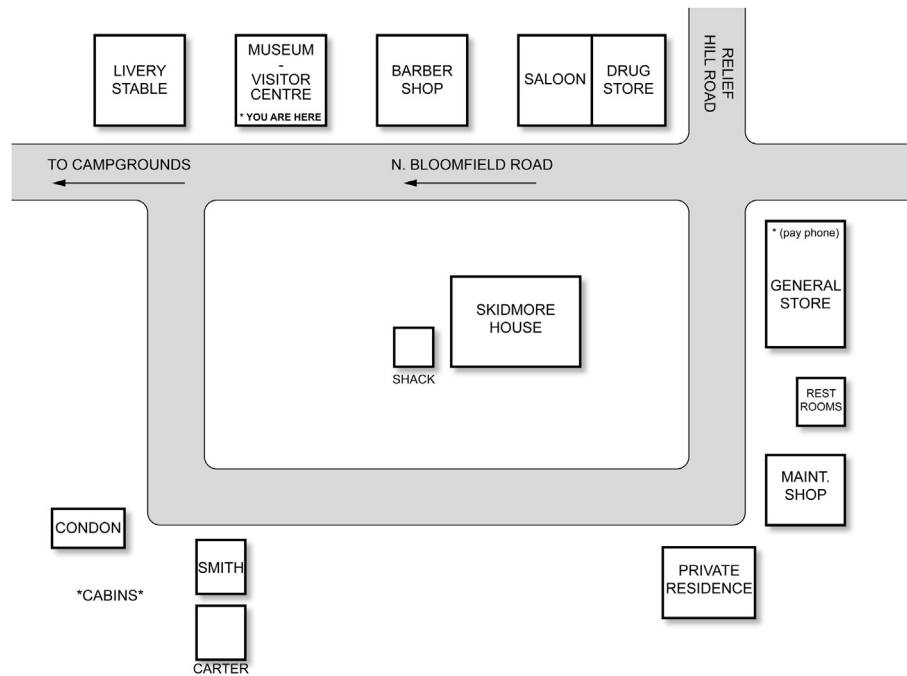 LIVERY
STABLE
MUSEUM
-
VISITOR
CENTRE
* YOU ARE HERE
BARBER
SHOP
SALOON
DRUG
STORE
RELIEF
HILL ROAD
TO CAMPGROUNDS
N. BLOOMFIELD ROAD
* (pay phone)
GENERAL
STORE
SKIDMORE
HOUSE
SHACK
REST
ROOMS
MAINT.
SHOP
CONDON
SMITH
PRIVATE
RESIDENCE
*CABINS*
CARTER